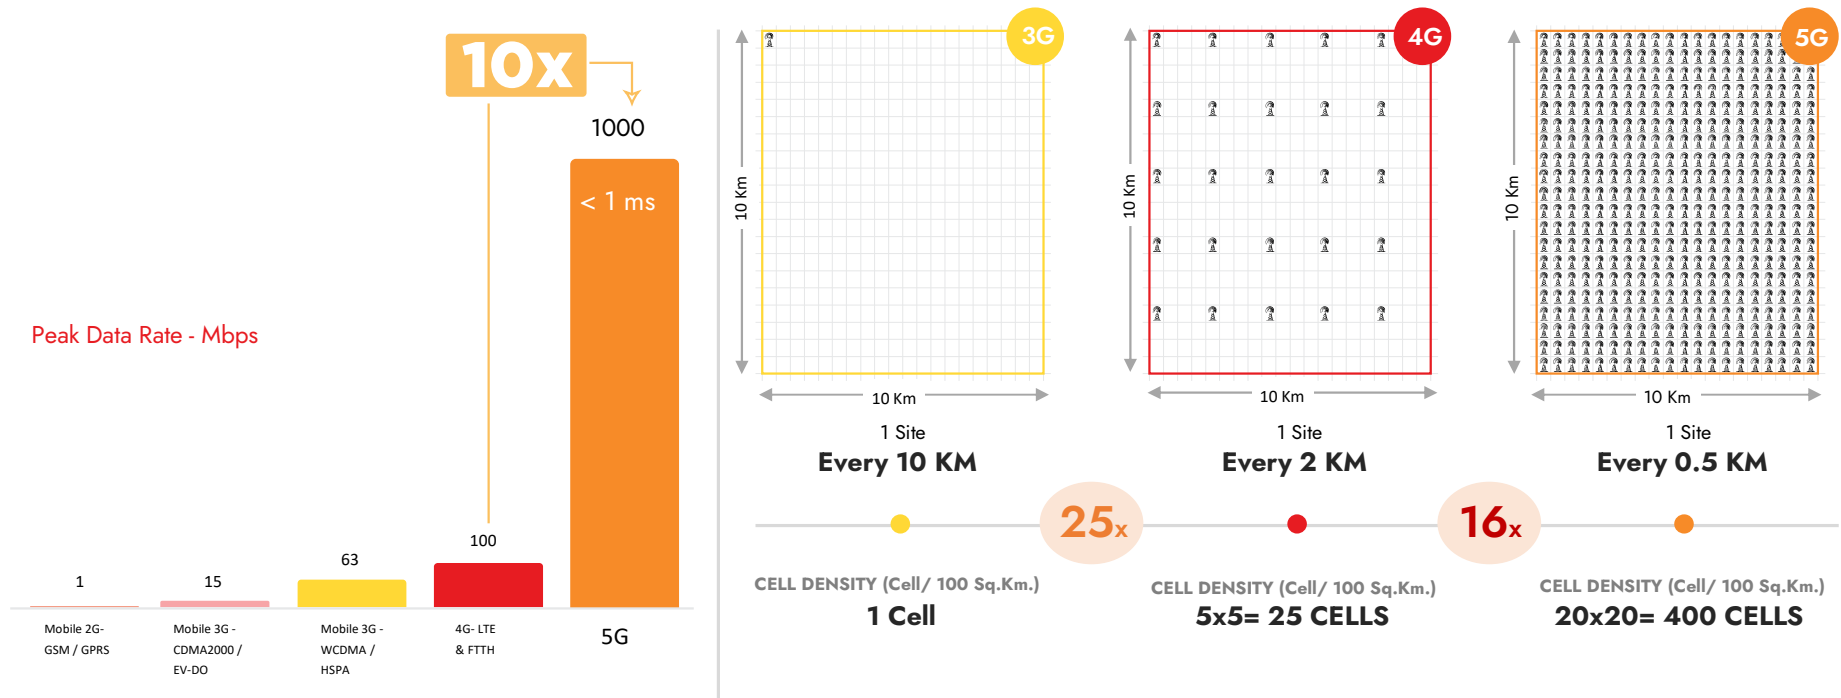 10x
1000
< 1 ms
Peak Data Rate - Mbps
1
15
63
100
Mobile 2G-
GSM / GPRS
Mobile 3G -
CDMA2000 /
EV-DO
Mobile 3G -
WCDMA /
HSPA
4G- LTE
& FTTH
5G
3G
10 Km
10 Km
1 Site
Every 10 KM
4G
10 Km
10 Km
1 Site
Every 2 KM
5G
10 Km
10 Km
1 Site
Every 0.5 KM
25x
16x
CELL DENSITY (Cell/ 100 Sq.Km.)
1 Cell
CELL DENSITY (Cell/ 100 Sq.Km.)
5x5= 25 CELLS
CELL DENSITY (Cell/ 100 Sq.Km.)
20x20= 400 CELLS